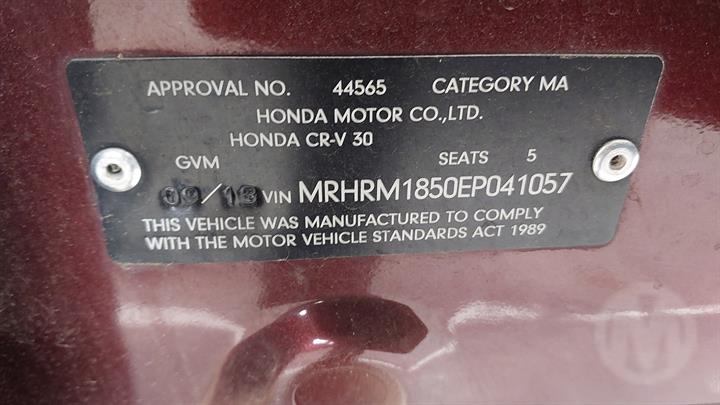 APPROVAL NO. 44565 CATEGORY MA
HONDA MOTOR CO.,LTD.
HONDA CR-V 30
GVM SEATS 5
09/13 VIN MRHRM1850EP041057
THIS VEHICLE WAS MANUFACTURED TO COMPLY
WITH THE MOTOR VEHICLE STANDARDS ACT 1989
M